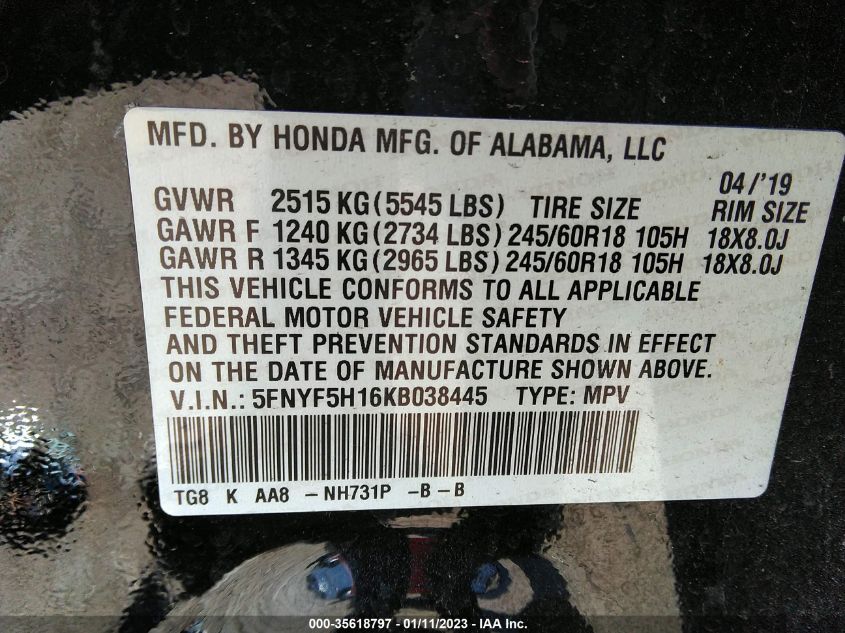 MFD. BY HONDA MFG. OF ALABAMA, LLC
04/'19
GVWR 2515 KG (5545 LBS) TIRE SIZE RIM SIZE
GAWR F 1240 KG (2734 LBS) 245/60R18 105H 18X8.0J
GAWR R 1345 KG (2965 LBS) 245/60R18 105H 18X8.0J
THIS VEHICLE CONFORMS TO ALL APPLICABLE
FEDERAL MOTOR VEHICLE SAFETY
AND THEFT PREVENTION STANDARDS IN EFFECT
ON THE DATE OF MANUFACTURE SHOWN ABOVE.
V.I.N.: 5FNYF5H16KB038445 TYPE: MPV
TG8 K AA8 -NH731P -B-B
000-35618797 - 01/11/2023 - IAA Inc.